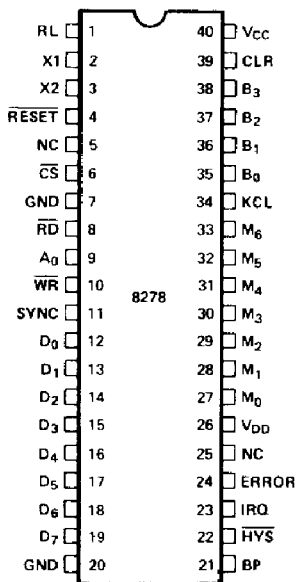 RL 1 40 VCC
X1 2 39 CLR
X2 3 38 B3
RESET 4 37 B2
NC 5 36 B1
CS 6 35 B0
GND 7 34 KCL
RD 8 33 M6
A0 9 32 M5
WR 10 31 M4
8278
SYNC 11 30 M3
D0 12 29 M2
D1 13 28 M1
D2 14 27 M0
D3 15 26 VDD
D4 16 25 NC
D5 17 24 ERROR
D6 18 23 IRQ
D7 19 22 HYS
GND 20 21 BP